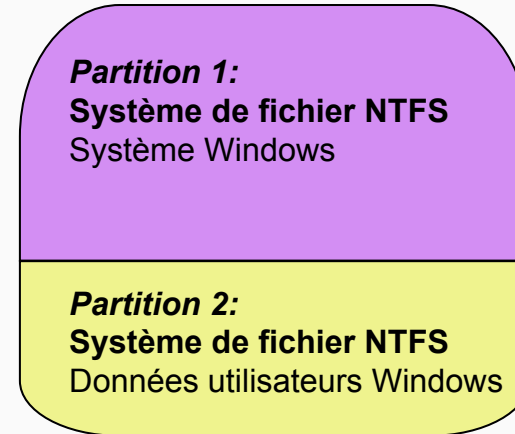 Partition 1:
Système de fichier NTFS
Système Windows
Partition 2:
Système de fichier NTFS
Données utilisateurs Windows